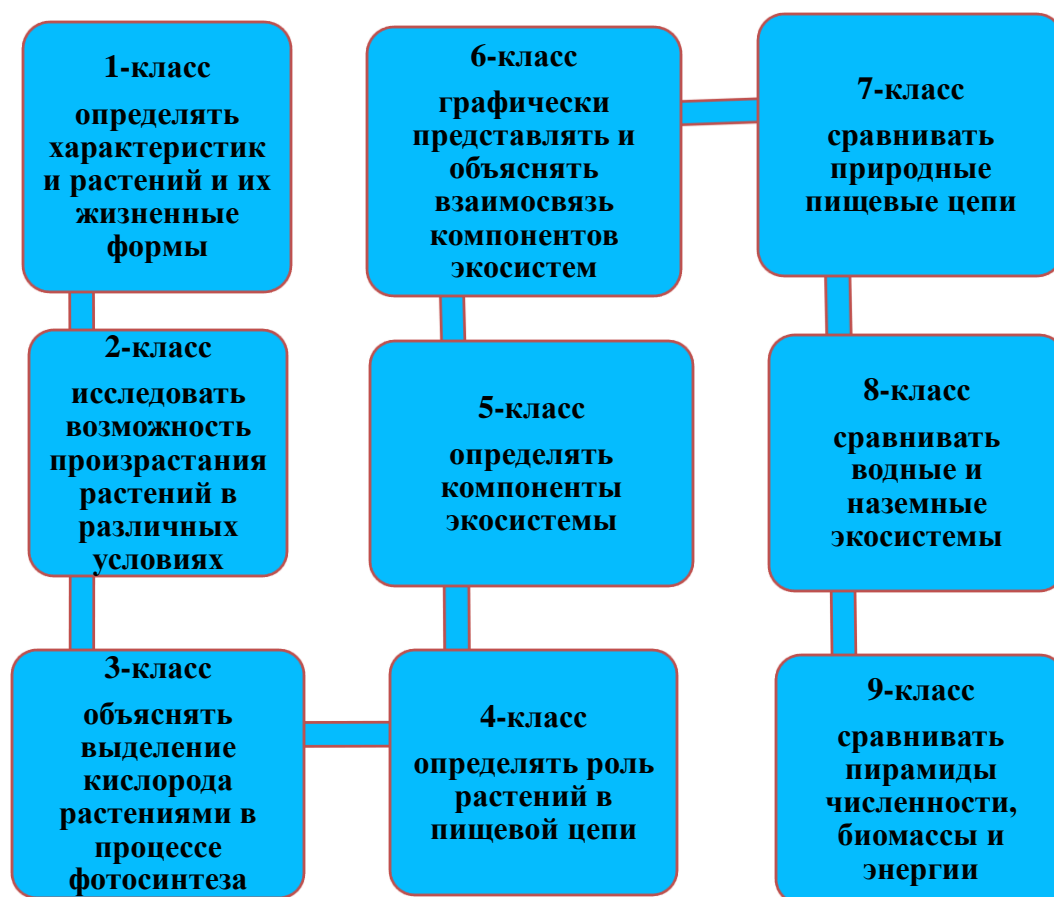 1-класс
определять
характеристик
и растений и их
жизненные
формы
2-класс
исследовать
возможность
произрастания
растений в
различных
условиях
3-класс
объяснять
выделение
кислорода
растениями в
процессе
фотосинтеза
4-класс
определять роль
растений в
пищевой цепи
5-класс
определять
компоненты
экосистемы
6-класс
графически
представлять и
объяснять
взаимосвязь
компонентов
экосистем
7-класс
сравнивать
природные
пищевые цепи
8-класс
сравнивать
водные и
наземные
экосистемы
9-класс
сравнивать
пирамиды
численности,
биомассы и
энергии